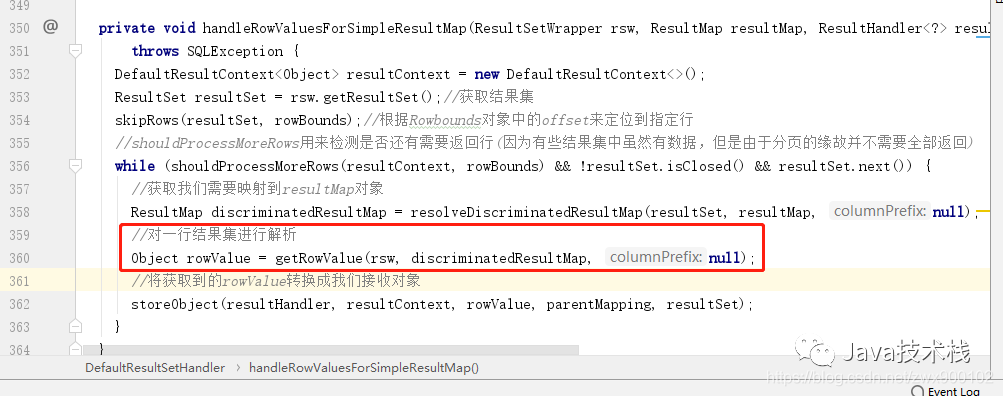 349
350 @ private void handleRowValuesForSimpleResultMap(ResultSetWrapper rsw, ResultMap resultMap, ResultHandler<?> resul
351 throws SQLException {
352 DefaultResultContext<Object> resultContext = new DefaultResultContext<>();
353 ResultSet resultSet = rsw.getResultSet();//获取结果集
354 skipRows(resultSet, rowBounds);//根据Rowbounds对象中的offset来定位到指定行
355 //shouldProcessMoreRows用来检测是否还有需要返回行(因为有些结果集中虽然有数据，但是由于分页的缘故并不需要全部返回)
356 while (shouldProcessMoreRows(resultContext, rowBounds) && !resultSet.isClosed() && resultSet.next()) {
357 //获取我们需要映射到resultMap对象
358 ResultMap discriminatedResultMap = resolveDiscriminatedResultMap(resultSet, resultMap, columnPrefix: null);
359 //对一行结果集进行解析
360 Object rowValue = getRowValue(rsw, discriminatedResultMap, columnPrefix: null);
361 //将获取到的rowValue转换成我们接收对象
362 storeObject(resultHandler, resultContext, rowValue, parentMapping, resultSet);
363 }
364 }
Java技术栈
DefaultResultSetHandler › handleRowValuesForSimpleResultMap()
https://blog.csdn.net/zwx900102
Event Log